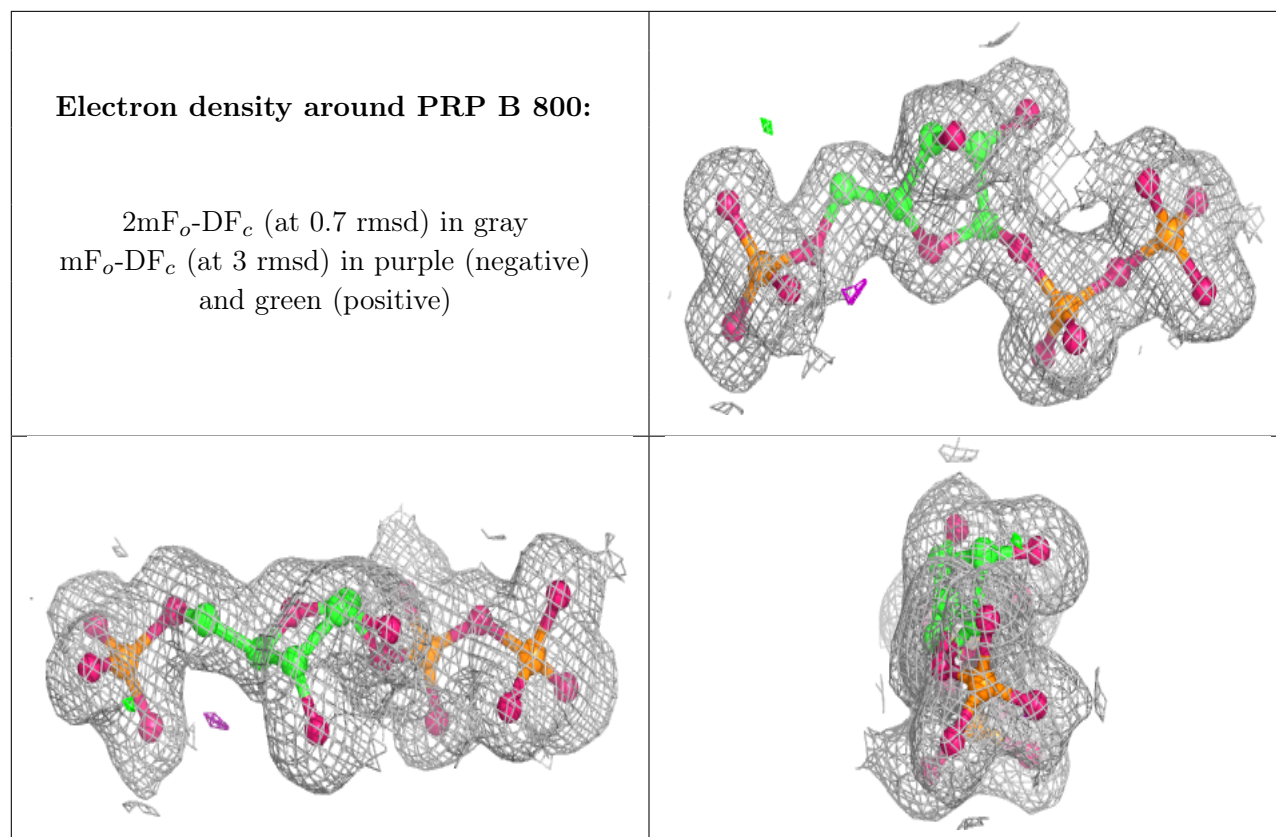 Electron density around PRP B 800:
2mFo-DFc (at 0.7 rmsd) in gray
mFo-DFc (at 3 rmsd) in purple (negative)
and green (positive)